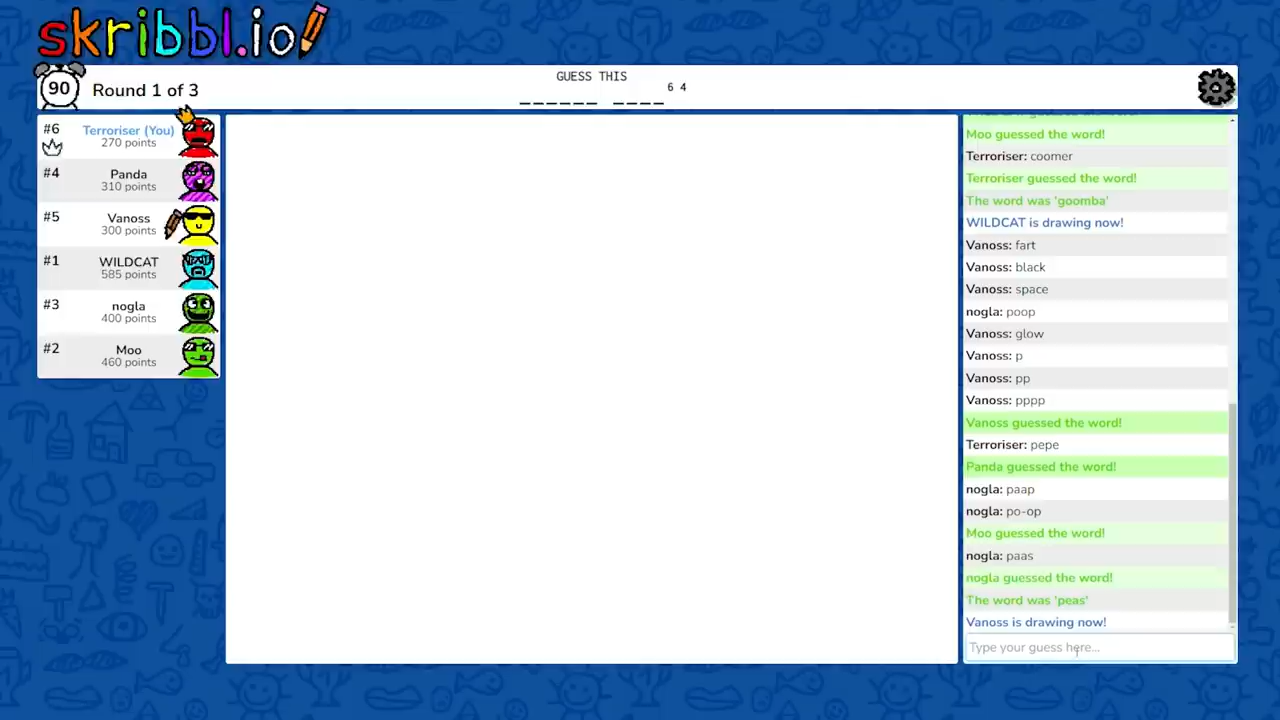 skribbl.io
90
Round 1 of 3
GUESS THIS
______ ____ 6 4
#6 Terroriser (You)
270 points
#4 Panda
310 points
#5 Vanoss
300 points
#1 WILDCAT
585 points
#3 nogla
400 points
#2 Moo
460 points
Moo guessed the word!
Terroriser: coomer
Terroriser guessed the word!
The word was 'goomba'
WILDCAT is drawing now!
Vanoss: fart
Vanoss: black
Vanoss: space
nogla: poop
Vanoss: glow
Vanoss: p
Vanoss: pp
Vanoss: pppp
Vanoss guessed the word!
Terroriser: pepe
Panda guessed the word!
nogla: paap
nogla: po-op
Moo guessed the word!
nogla: paas
nogla guessed the word!
The word was 'peas'
Vanoss is drawing now!
Type your guess here...